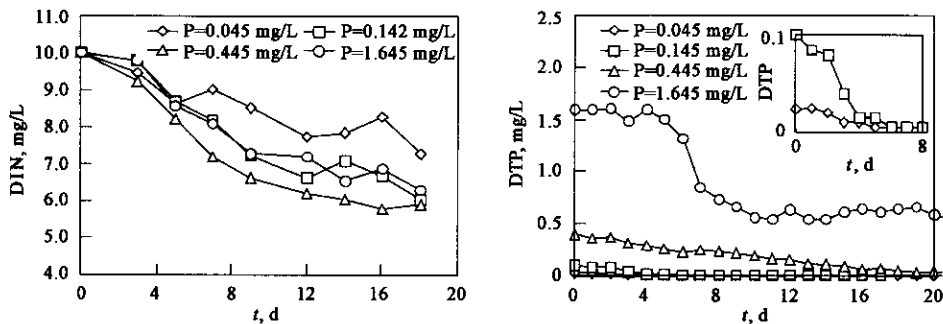 P=0.045 mg/L P=0.142 mg/L
P=0.445 mg/L P=1.645 mg/L
DIN, mg/L
11.0
10.0
9.0
8.0
7.0
6.0
5.0
4.0
0 4 8 12 16 20
t, d
P=0.045 mg/L
P=0.145 mg/L
P=0.445 mg/L
P=1.645 mg/L
DTP, mg/L
2.5
2.0
1.5
1.0
0.5
0
0 4 8 12 16 20
t, d
DTP
0.1
0
0 8
t, d